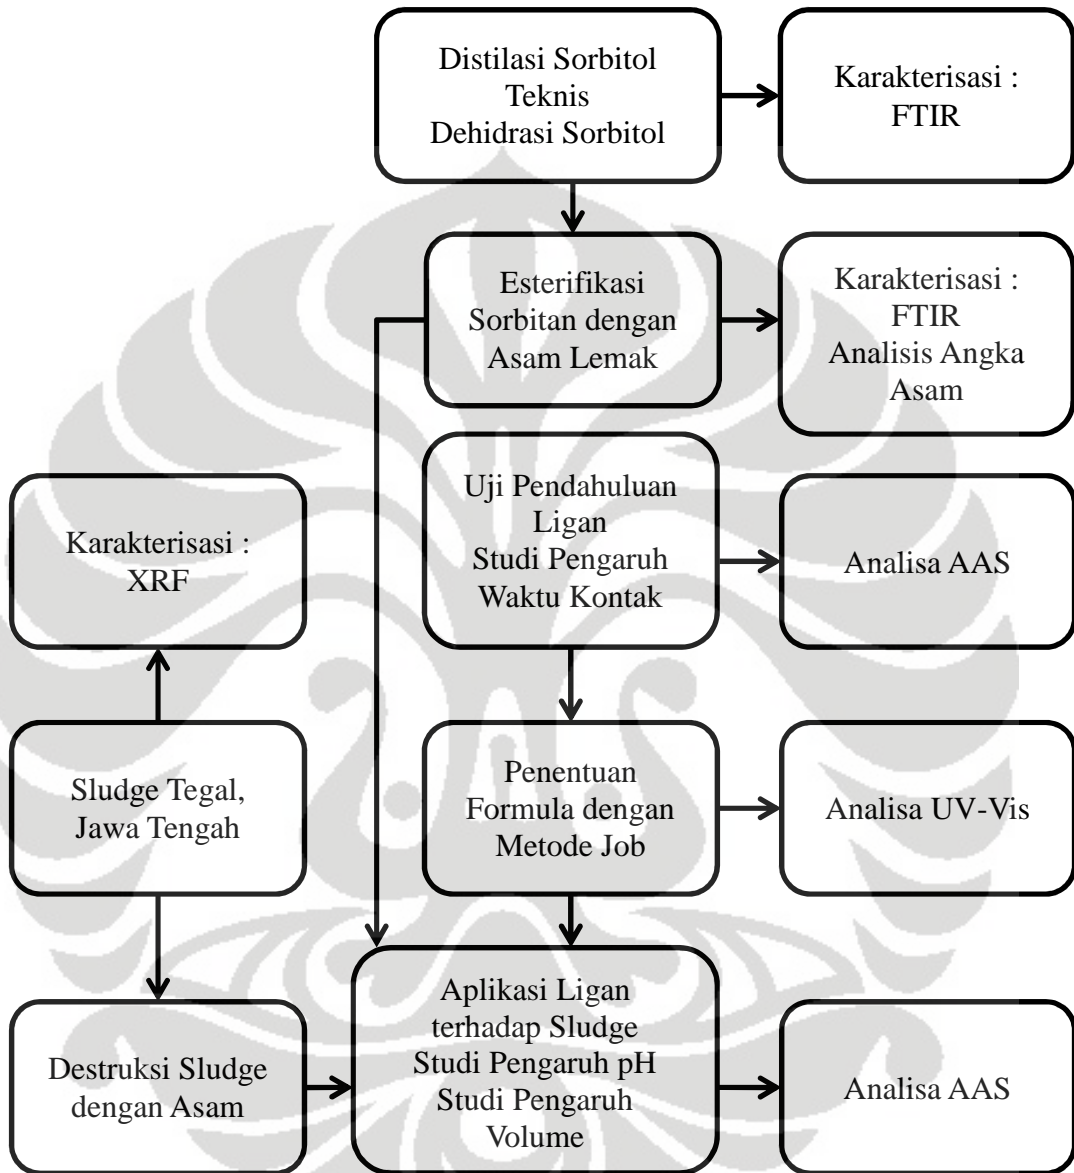 Distilasi Sorbitol
Teknis
Dehidrasi Sorbitol
Karakterisasi :
FTIR
Esterifikasi
Sorbitan dengan
Asam Lemak
Karakterisasi :
FTIR
Analisis Angka
Asam
Uji Pendahuluan
Ligan
Studi Pengaruh
Waktu Kontak
Analisa AAS
Karakterisasi :
XRF
Sludge Tegal,
Jawa Tengah
Penentuan
Formula dengan
Metode Job
Analisa UV-Vis
Destruksi Sludge
dengan Asam
Aplikasi Ligan
terhadap Sludge
Studi Pengaruh pH
Studi Pengaruh
Volume
Analisa AAS